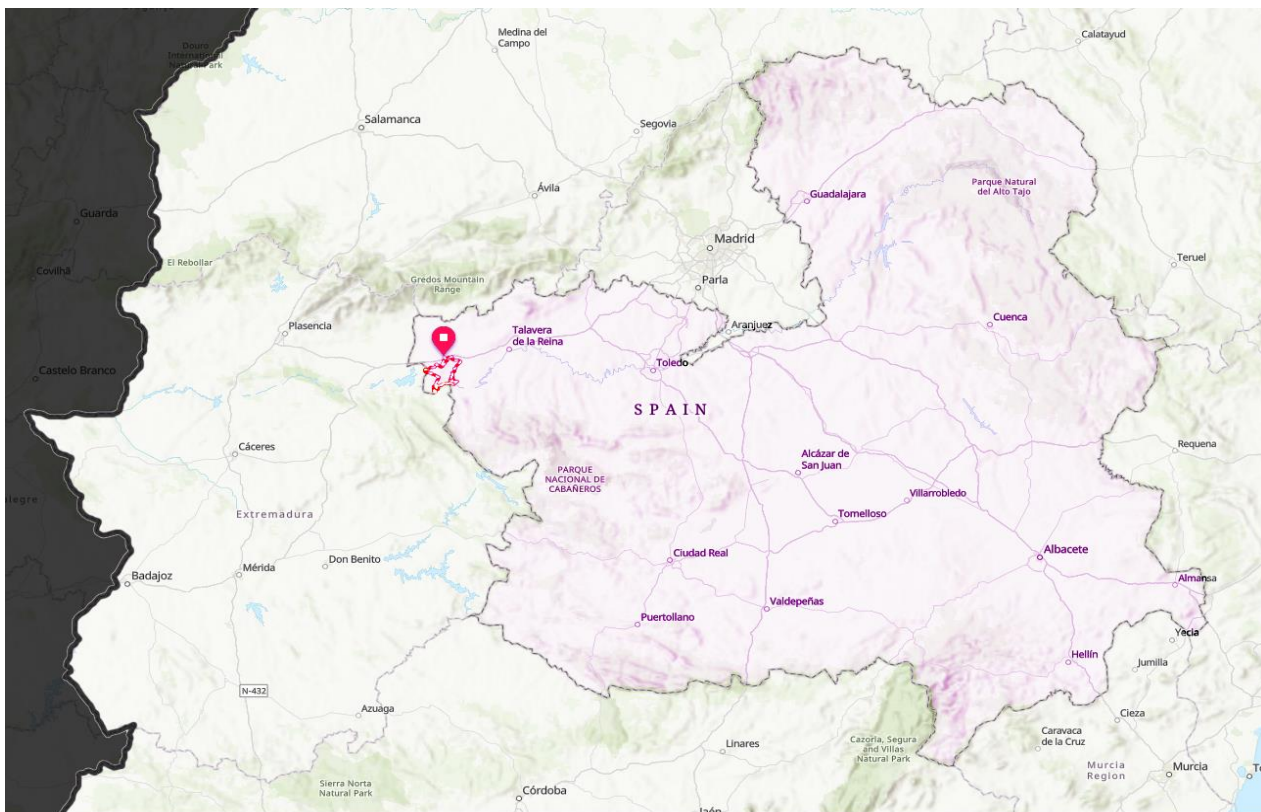 Douro
International
Natural Park
Medina del
Campo
Calatayud
Salamanca
Segovia
Ávila
Guadalajara
Parque Natural
del Alto Tajo
Guarda
Madrid
El Rebollar
Covilhã
Gredos Mountain
Range
Parla
Teruel
Plasencia
Talavera
de la Reina
Aranjuez
Cuenca
Toledo
Castelo Branco
SPAIN
Cáceres
Requena
Alcázar de
San Juan
PARQUE
NACIONAL DE
CABAÑEROS
Villarrobledo
Extremadura
Tomelloso
Ciudad Real
Albacete
Don Benito
Mérida
Badajoz
Almansa
Valdepeñas
Puertollano
Yecla
Hellín
Jumilla
N-432
Azuaga
Cieza
Caravaca
de la Cruz
Linares
Cazorla, Segura
and Villas
Natural Park
Murcia
Region
Murcia
Sierra Norta
Natural Park
Córdoba